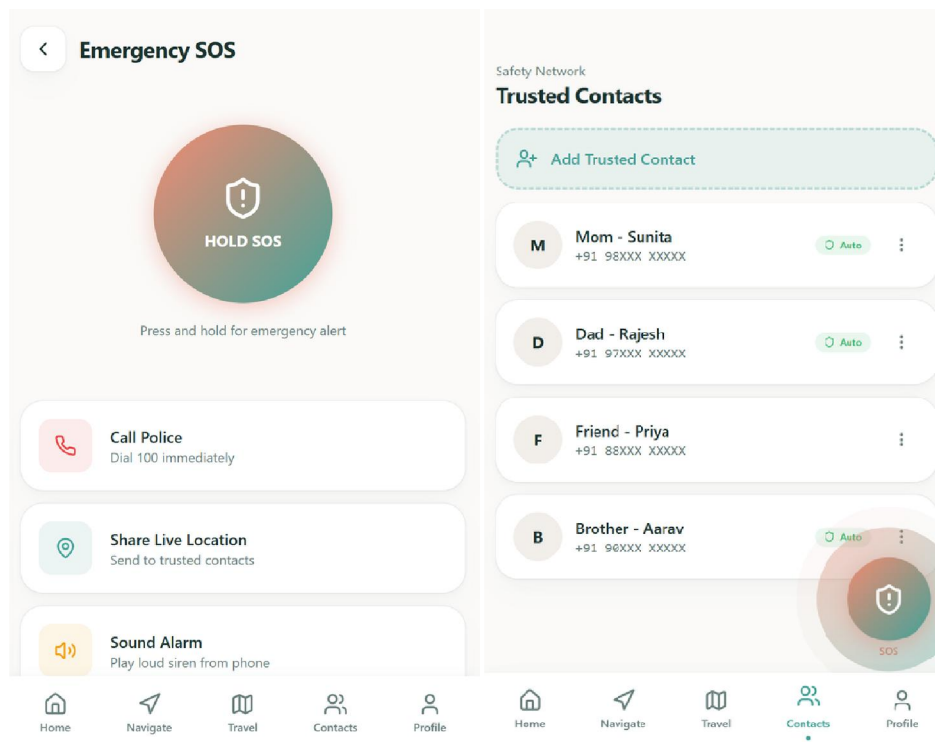 Emergency SOS
HOLD SOS
Press and hold for emergency alert
Call Police
Dial 100 immediately
Share Live Location
Send to trusted contacts
Sound Alarm
Play loud siren from phone
Home
Navigate
Travel
Contacts
Profile
Safety Network
Trusted Contacts
Add Trusted Contact
M
Mom - Sunita
+91 98XXX XXXXX
Auto
D
Dad - Rajesh
+91 97XXX XXXXX
Auto
F
Friend - Priya
+91 88XXX XXXXX
B
Brother - Aarav
+91 96XXX XXXXX
Auto
SOS
Home
Navigate
Travel
Contacts
Profile